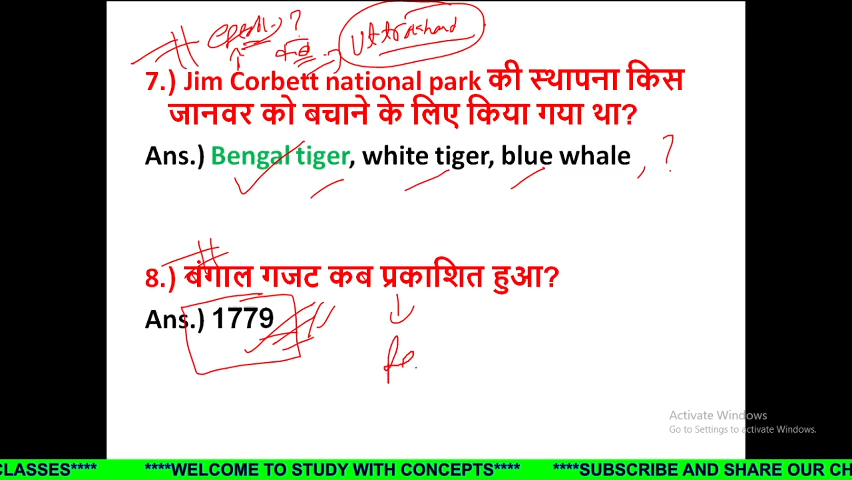 Uttrakhand
7.) Jim Corbett national park की स्थापना किस
जानवर को बचाने के लिए किया गया था?
Ans.) Bengal tiger, white tiger, blue whale , ?
8.) बंगाल गजट कब प्रकाशित हुआ?
Ans.) 1779
Activate Windows
Go to Settings to activate Windows.
CLASSES**** ****WELCOME TO STUDY WITH CONCEPTS**** ****SUBSCRIBE AND SHARE OUR CH